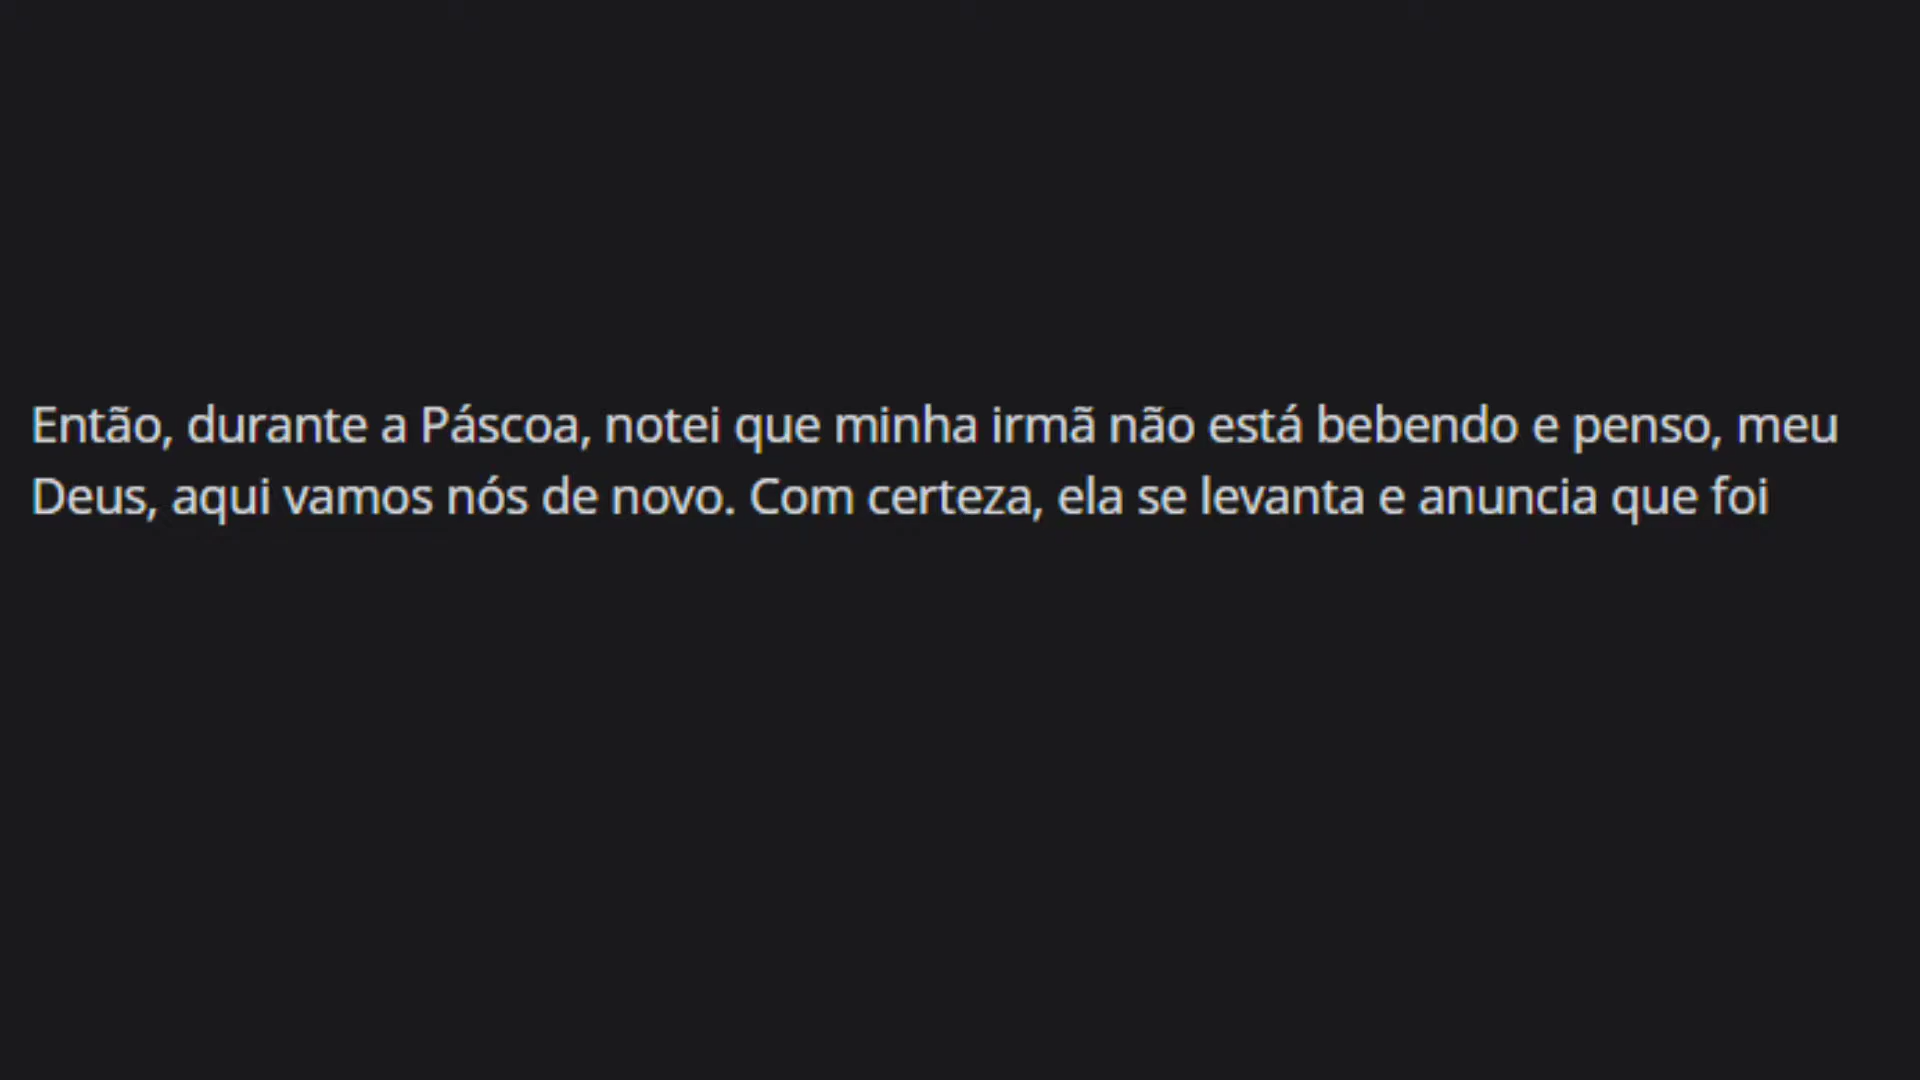 Então, durante a Páscoa, notei que minha irmã não está bebendo e penso, meu
Deus, aqui vamos nós de novo. Com certeza, ela se levanta e anuncia que foi